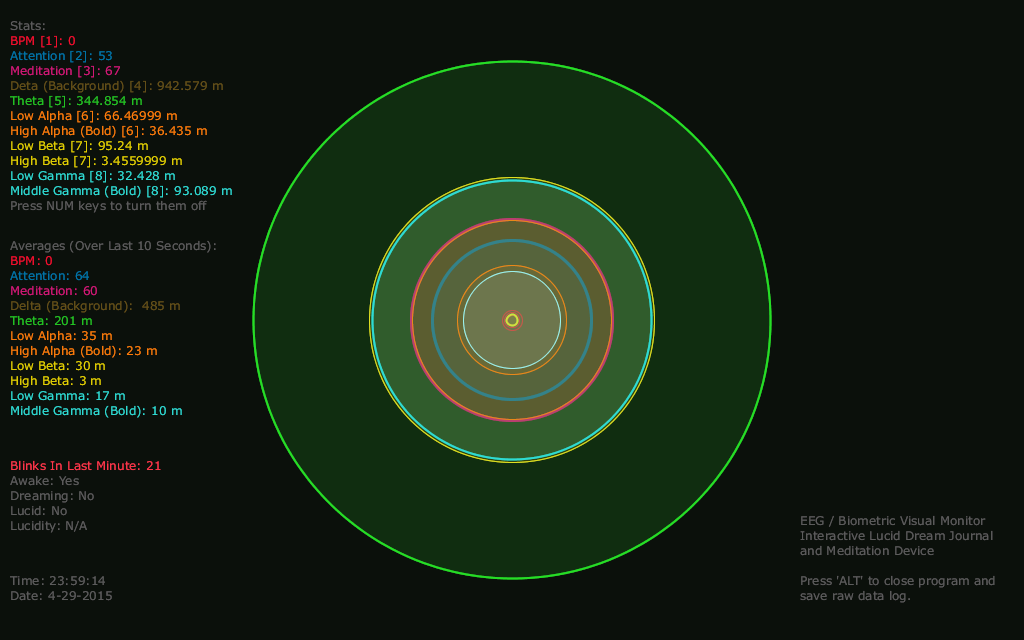 Stats:
BPM [1]: 0
Attention [2]: 53
Meditation [3]: 67
Deta (Background) [4]: 942.579 m
Theta [5]: 344.854 m
Low Alpha [6]: 66.46999 m
High Alpha (Bold) [6]: 36.435 m
Low Beta [7]: 95.24 m
High Beta [7]: 3.4559999 m
Low Gamma [8]: 32.428 m
Middle Gamma (Bold) [8]: 93.089 m
Press NUM keys to turn them off
Averages (Over Last 10 Seconds):
BPM: 0
Attention: 64
Meditation: 60
Delta (Background):  485 m
Theta: 201 m
Low Alpha: 35 m
High Alpha (Bold): 23 m
Low Beta: 30 m
High Beta: 3 m
Low Gamma: 17 m
Middle Gamma (Bold): 10 m
Blinks In Last Minute: 21
Awake: Yes
Dreaming: No
Lucid: No
Lucidity: N/A
Time: 23:59:14
Date: 4-29-2015
EEG / Biometric Visual Monitor
Interactive Lucid Dream Journal
and Meditation Device
Press 'ALT' to close program and
save raw data log.